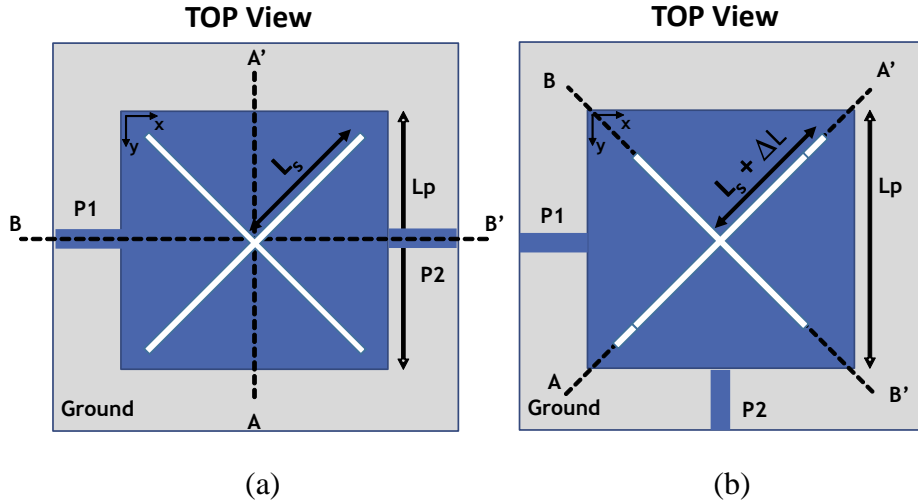 TOP View
A'
x
y
Ls
Lp
P1
B
B'
P2
Ground
A
(a)
TOP View
B
A'
x
y
Ls + ΔL
Lp
P1
A
B'
Ground
P2
(b)